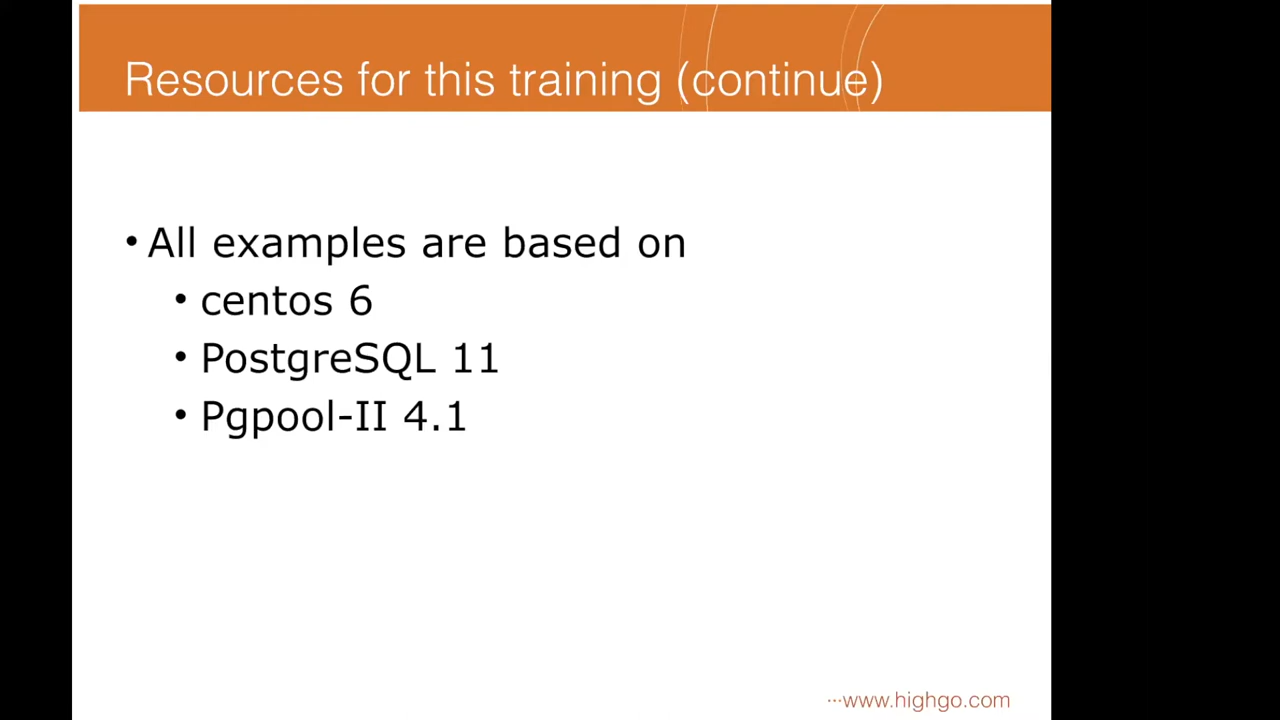 Resources for this training (continue)
• All examples are based on
• centos 6
• PostgreSQL 11
• Pgpool-II 4.1
···www.highgo.com